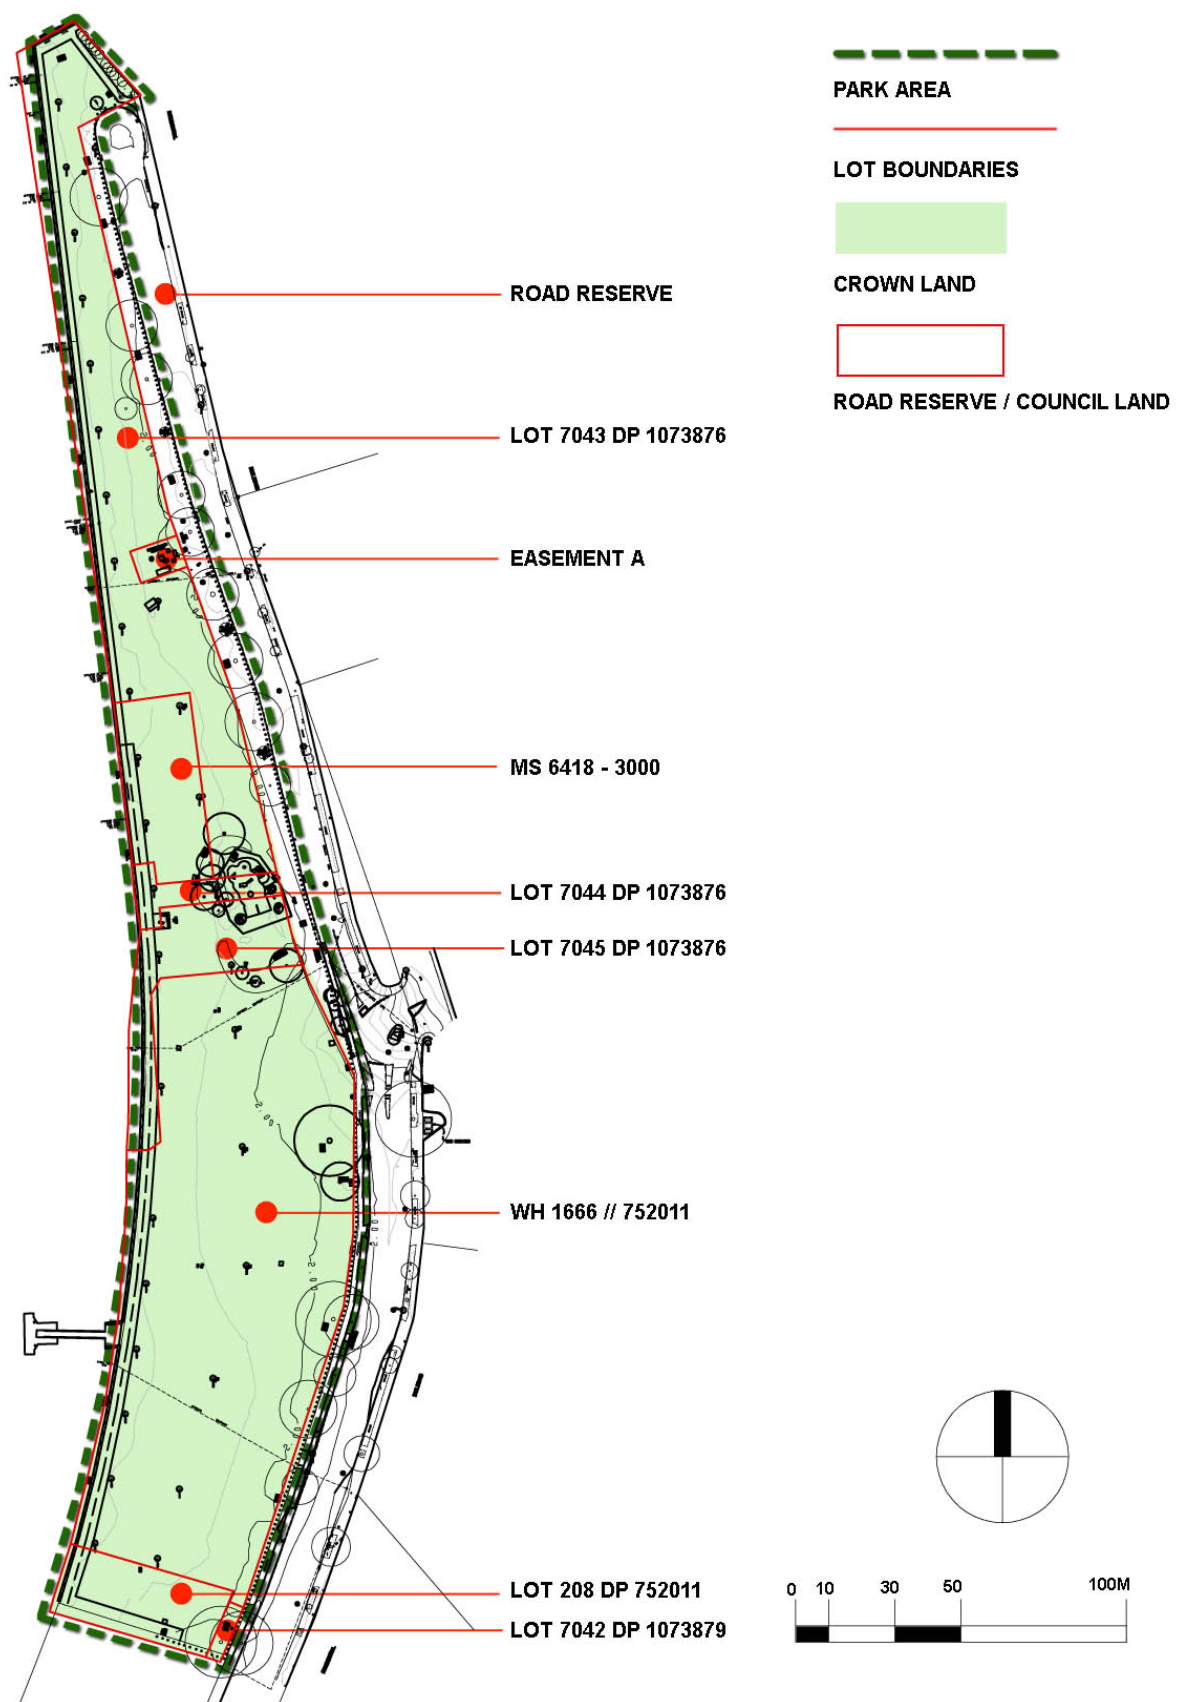 PARK AREA
LOT BOUNDARIES
CROWN LAND
ROAD RESERVE / COUNCIL LAND
ROAD RESERVE
LOT 7043 DP 1073876
EASEMENT A
MS 6418 - 3000
LOT 7044 DP 1073876
LOT 7045 DP 1073876
WH 1666 // 752011
LOT 208 DP 752011
LOT 7042 DP 1073879
0 10 30 50 100M